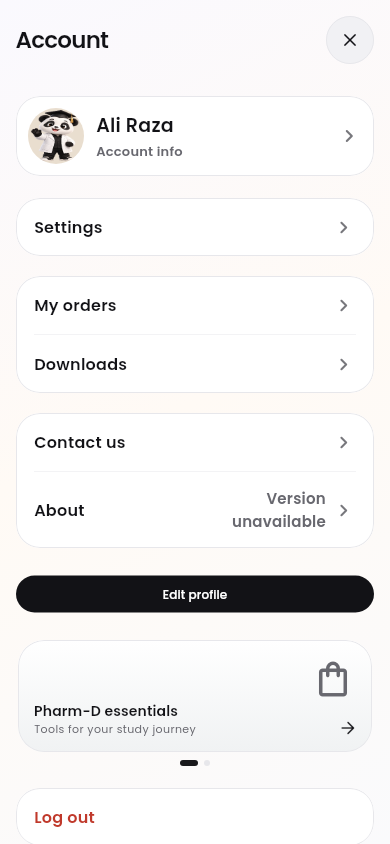 Account
Ali Raza
Account info
Settings
My orders
Downloads
Contact us
About
Version
unavailable
Edit profile
Pharm-D essentials
Tools for your study journey
Log out